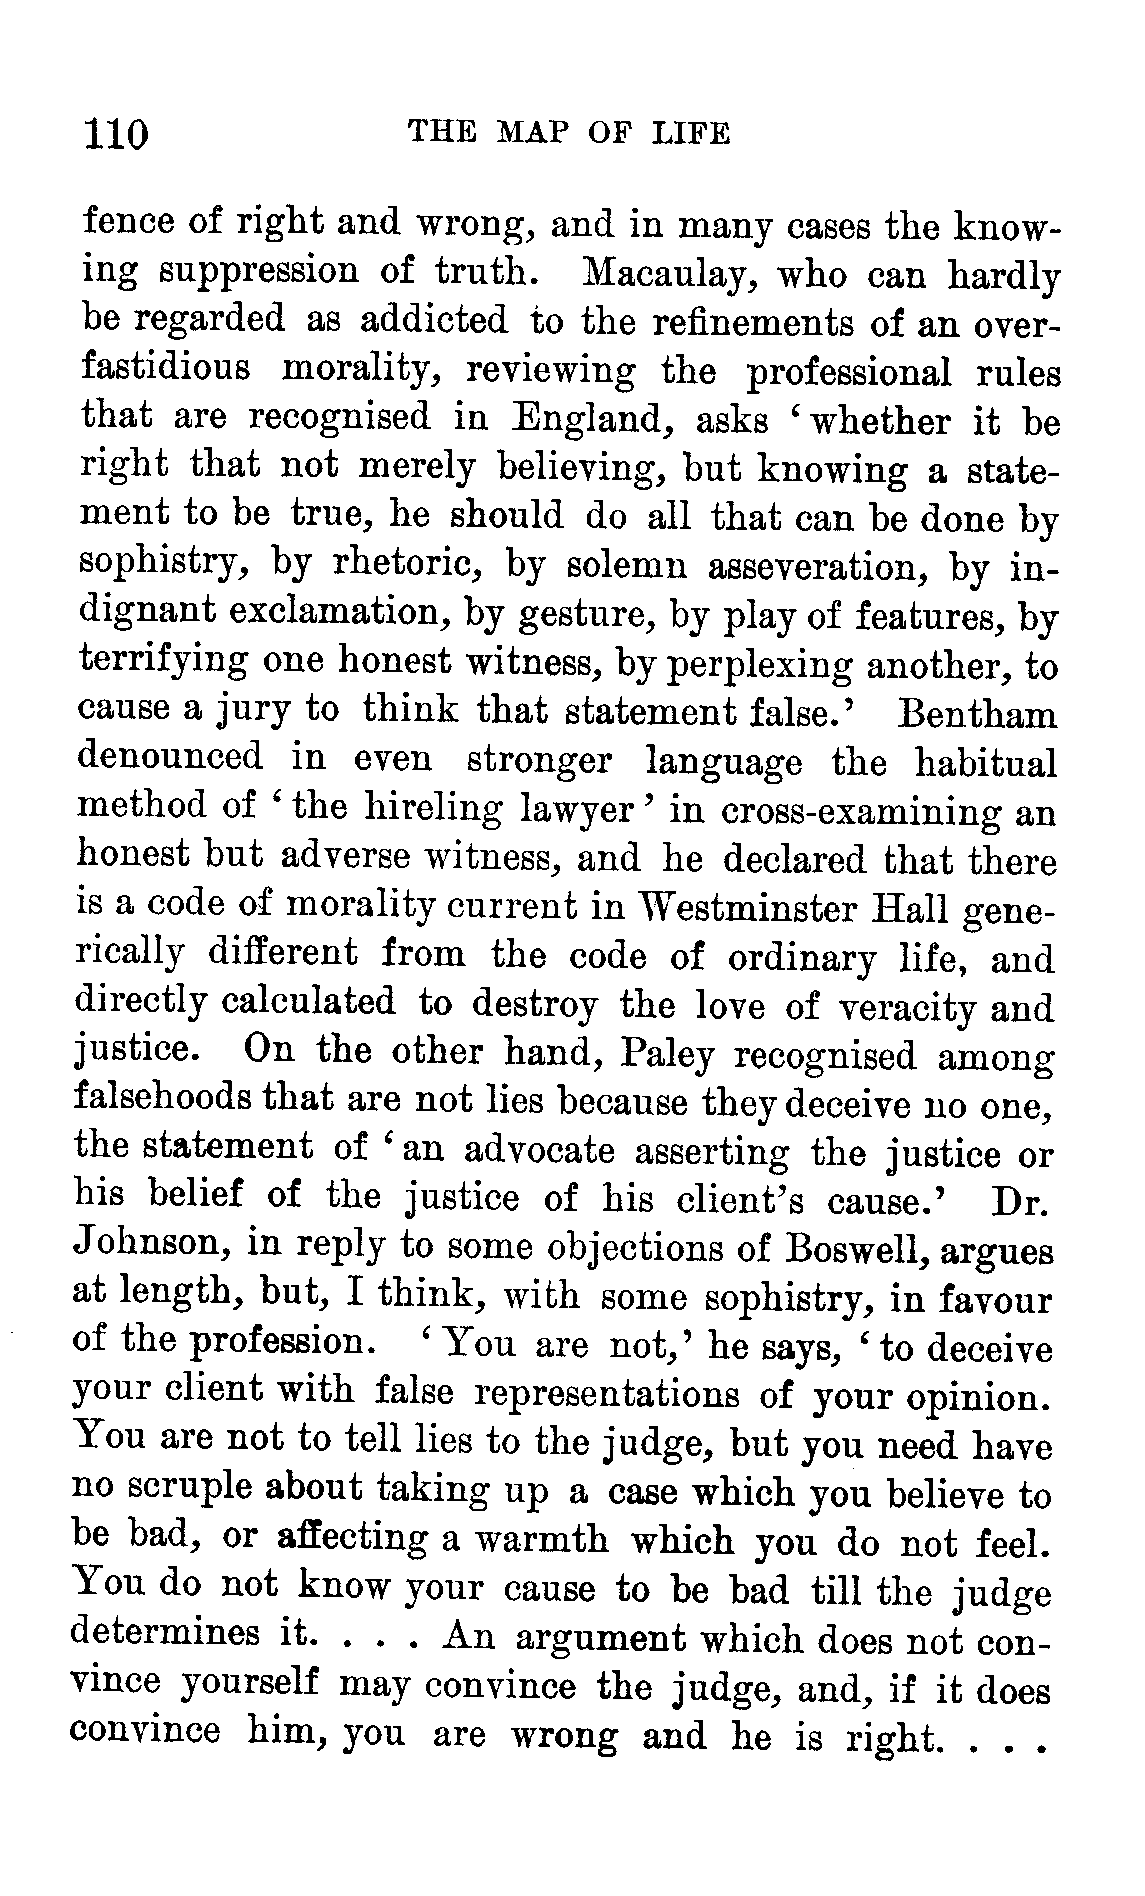 110 THE MAP OF LIFE
fence of right and wrong, and in many cases the know-
ing suppression of truth. Macaulay, who can hardly
be regarded as addicted to the refinements of an over-
fastidious morality, reviewing the professional rules
that are recognised in England, asks ‘whether it be
right that not merely believing, but knowing a state-
ment to be true, he should do all that can be done by
sophistry, by rhetoric, by solemn asseveration, by in-
dignant exclamation, by gesture, by play of features, by
terrifying one honest witness, by perplexing another, to
cause a jury to think that statement false.’ Bentham
denounced in even stronger language the habitual
method of ‘the hireling lawyer’ in cross-examining an
honest but adverse witness, and he declared that there
is a code of morality current in Westminster Hall gene-
rically different from the code of ordinary life, and
directly calculated to destroy the love of veracity and
justice. On the other hand, Paley recognised among
falsehoods that are not lies because they deceive no one,
the statement of ‘an advocate asserting the justice or
his belief of the justice of his client’s cause.’ Dr.
Johnson, in reply to some objections of Boswell, argues
at length, but, I think, with some sophistry, in favour
of the profession. ‘You are not,’ he says, ‘to deceive
your client with false representations of your opinion.
You are not to tell lies to the judge, but you need have
no scruple about taking up a case which you believe to
be bad, or affecting a warmth which you do not feel.
You do not know your cause to be bad till the judge
determines it. . . . An argument which does not con-
vince yourself may convince the judge, and, if it does
convince him, you are wrong and he is right. . . .